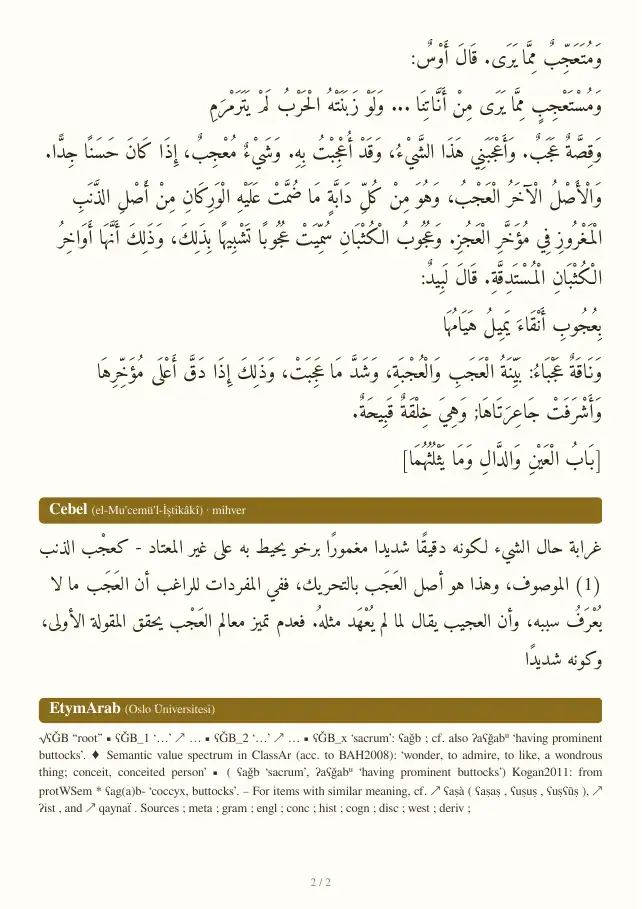 وَمُتَعَجِّبٌ مِمَّا يَرَى. قَالَ أَوْسٌ:
وَمُسْتَعْجِبٍ مِمَّا يَرَى مِنْ أَنَّاتِنَا ... وَلَوْ زَبَنَتْهُ الْحَرْبُ لَمْ يَتَرَمْرَمِ
وَقِصَّةٌ عَجَبٌ. وَأَعْجَبَنِي هَذَا الشَّيْءُ، وَقَدْ أُعْجِبْتُ بِهِ. وَشَيْءٌ مُعْجِبٌ، إِذَا كَانَ حَسَنًا جِدًّا.
وَالْأَصْلُ الْآخَرُ الْعَجْبُ، وَهُوَ مِنْ كُلِّ دَابَّةٍ مَا ضُمَّتْ عَلَيْهِ الْوَرِكَانِ مِنْ أَصْلِ الذَّنَبِ
الْمَغْرُوزِ فِي مُؤَخَّرِ الْعَجُزِ. وَعُجُوبُ الْكُثْبَانِ سُمِّيَتْ عُجُوبًا تَشْبِيهًا بِذَلِكَ، وَذَلِكَ أَنَّهَا أَوَاخِرُ
الْكُثْبَانِ الْمُسْتَدِقَّةِ. قَالَ لَبِيدٌ:
بِعُجُوبِ أَنْقَاءَ يَمِيلُ هَيَامُهَا
وَنَاقَةٌ عَجْبَاءُ: بَيِّنَةُ الْعَجَبِ وَالْعُجْبَةِ، وَشَدَّ مَا عَجِبَتْ، وَذَلِكَ إِذَا دَقَّ أَعْلَى مُؤَخِّرِهَا
وَأَشْرَفَتْ جَاعِرَتَاهَا; وَهِيَ خِلْقَةٌ قَبِيحَةٌ.
[بَابُ الْعَيْنِ وَالدَّالِ وَمَا يَثْلُثُهُمَا]
Cebel (el-Mu'cemü'l-İştikâkî) · mihver
غرابة حال الشيء لكونه دقيقًا شديدا مغمورًا برخو يحيط به على غير المعتاد - كعجْب الذنب
(1) الموصوف، وهذا هو أصل العَجَب بالتحريك، ففي المفردات للراغب أن العَجَب ما لا
يُعْرَفُ سببه، وأن العجيب يقال لما لم يُعْهَد مثلهُ. فعدم تميز معالم العَجْب يحقق المقولة الأولى،
وكونه شديدًا
EtymArab (Oslo Üniversitesi)
√ʕǦB “root” ▪ ʕǦB_1 ‘…’ ↗ … ▪ ʕǦB_2 ‘…’ ↗ … ▪ ʕǦB_x ‘sacrum’: ʕaǧb ; cf. also ʔaʕǧabᵘ ‘having prominent
buttocks’. ♦ Semantic value spectrum in ClassAr (acc. to BAH2008): ‘wonder, to admire, to like, a wondrous
thing; conceit, conceited person’ ▪ ( ʕaǧb ‘sacrum’, ʔaʕǧabᵘ ‘having prominent buttocks’) Kogan2011: from
protWSem * ʕag(a)b- ‘coccyx, buttocks’. – For items with similar meaning, cf. ↗ ʕaṣà ( ʕaṣaṣ , ʕuṣuṣ , ʕuṣʕūṣ ), ↗
ʔist , and ↗ qaynaẗ . Sources ; meta ; gram ; engl ; conc ; hist ; cogn ; disc ; west ; deriv ;
2 / 2